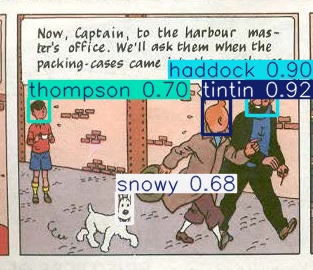 Now, Captain, to the harbour mas-
ter's office. We'll ask them when the
packing-cases came
haddock 0.90
thompson 0.70 tintin 0.92
snowy 0.68